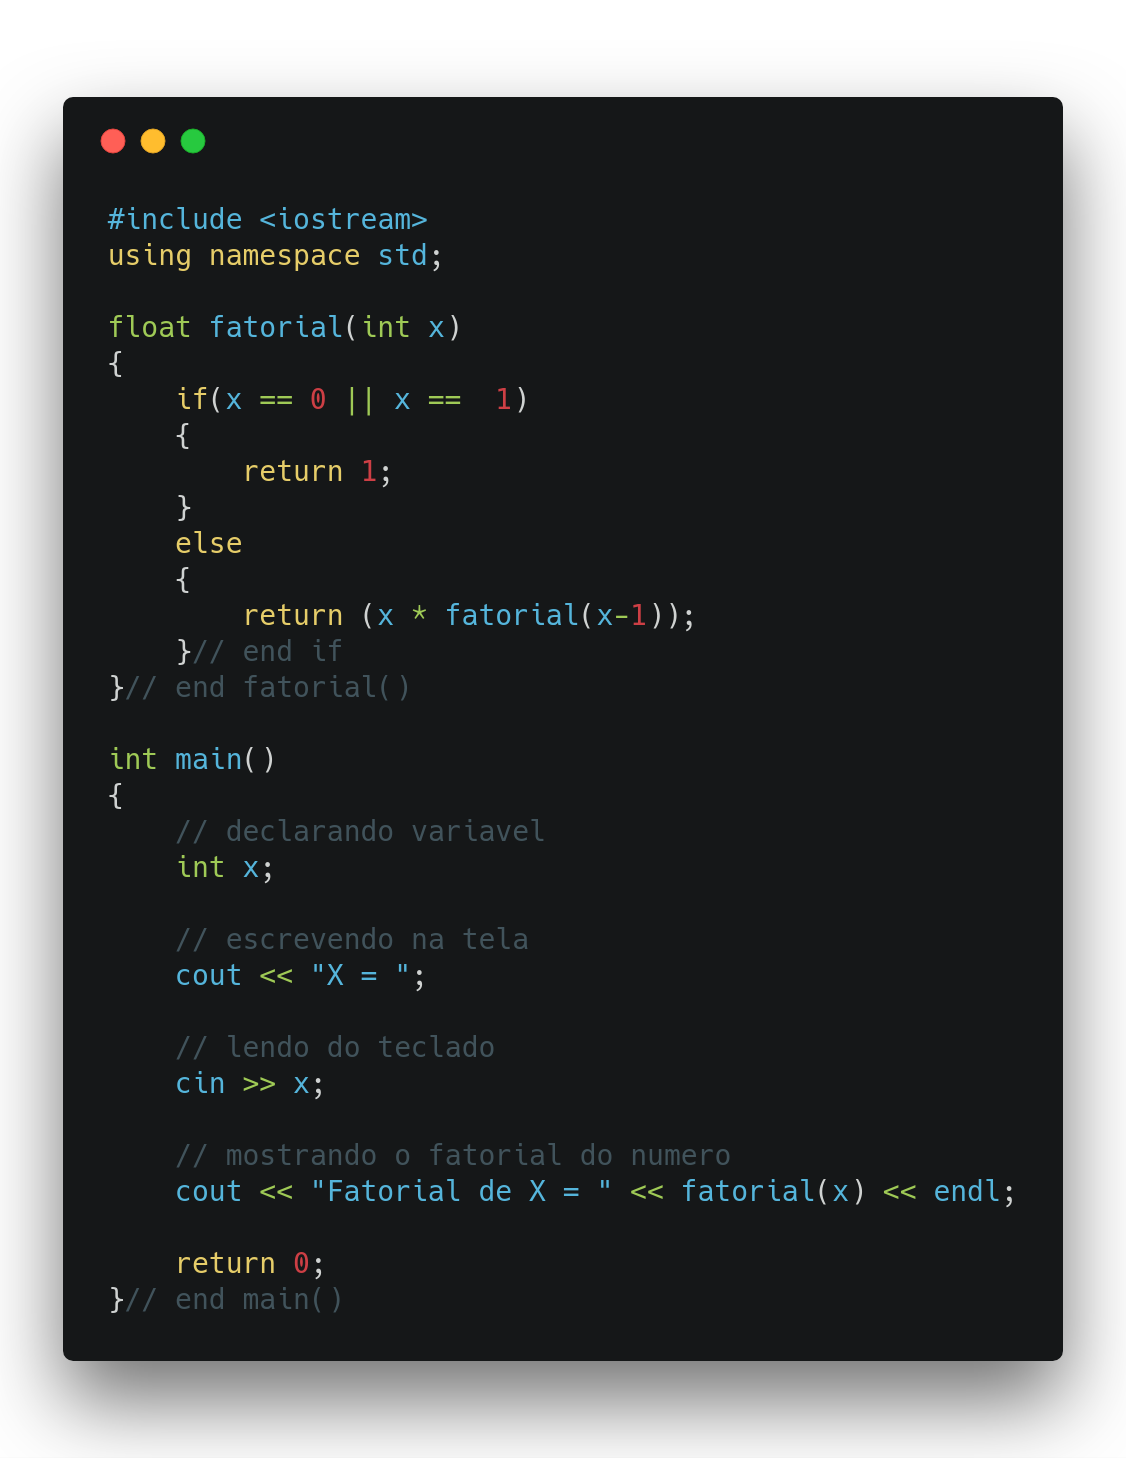 #include <iostream>
using namespace std;

float fatorial(int x)
{
    if(x == 0 || x ==  1)
    {
        return 1;
    }
    else
    {
        return (x * fatorial(x-1));
    }// end if
}// end fatorial()

int main()
{
    // declarando variavel
    int x;

    // escrevendo na tela
    cout << "X = ";

    // lendo do teclado
    cin >> x;

    // mostrando o fatorial do numero
    cout << "Fatorial de X = " << fatorial(x) << endl;

    return 0;
}// end main()